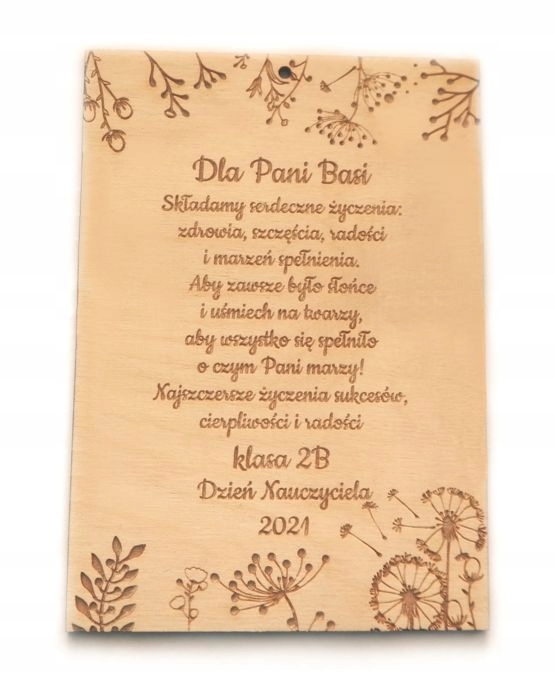 Dla Pani Basi
Składamy serdeczne życzenia:
zdrowia, szczęścia, radości
i marzeń spełnienia.
Aby zawsze było słońce
i uśmiech na twarzy,
aby wszystko się spełniło
o czym Pani marzy!
Najszczersze życzenia sukcesów,
cierpliwości i radości
klasa 2B
Dzień Nauczyciela
2021